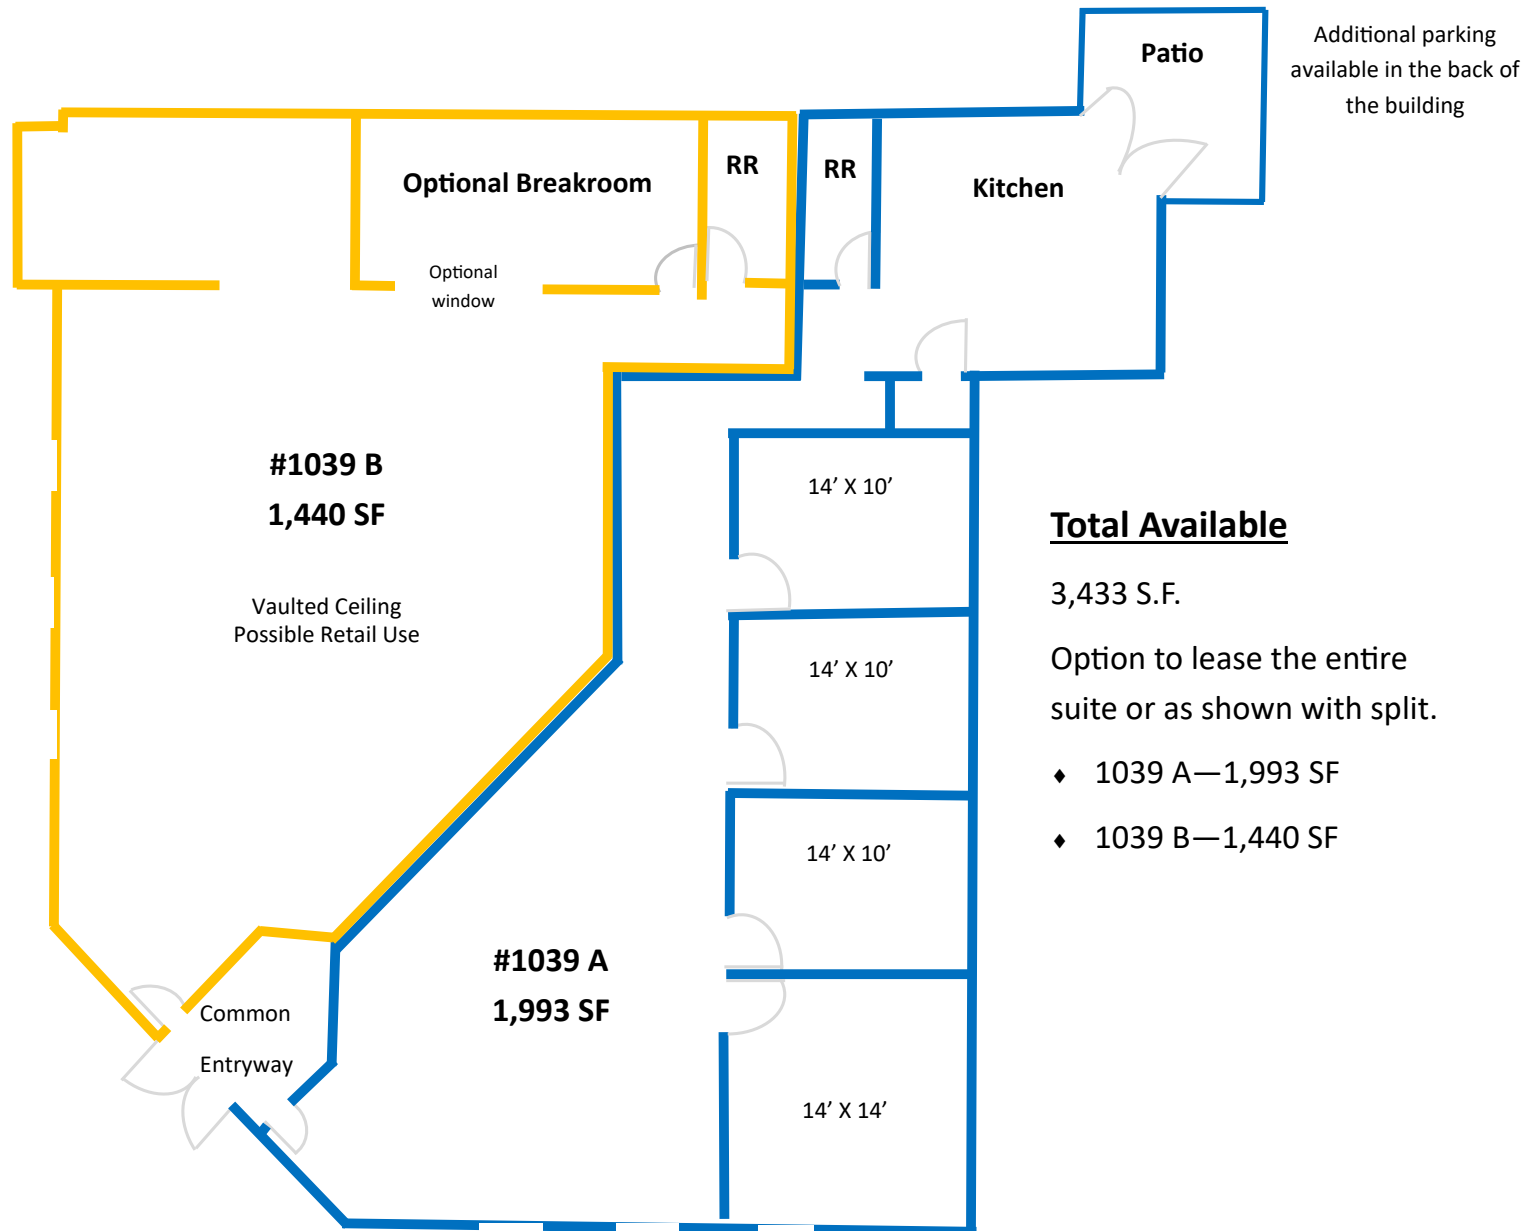 Patio
Additional parking
available in the back of
the building
Optional Breakroom
RR
RR
Kitchen
Optional
window
#1039 B
1,440 SF
Vaulted Ceiling
Possible Retail Use
14’ X 10’
14’ X 10’
14’ X 10’
14’ X 14’
Total Available
3,433 S.F.
Option to lease the entire
suite or as shown with split.
⬧ 1039 A—1,993 SF
⬧ 1039 B—1,440 SF
#1039 A
1,993 SF
Common
Entryway